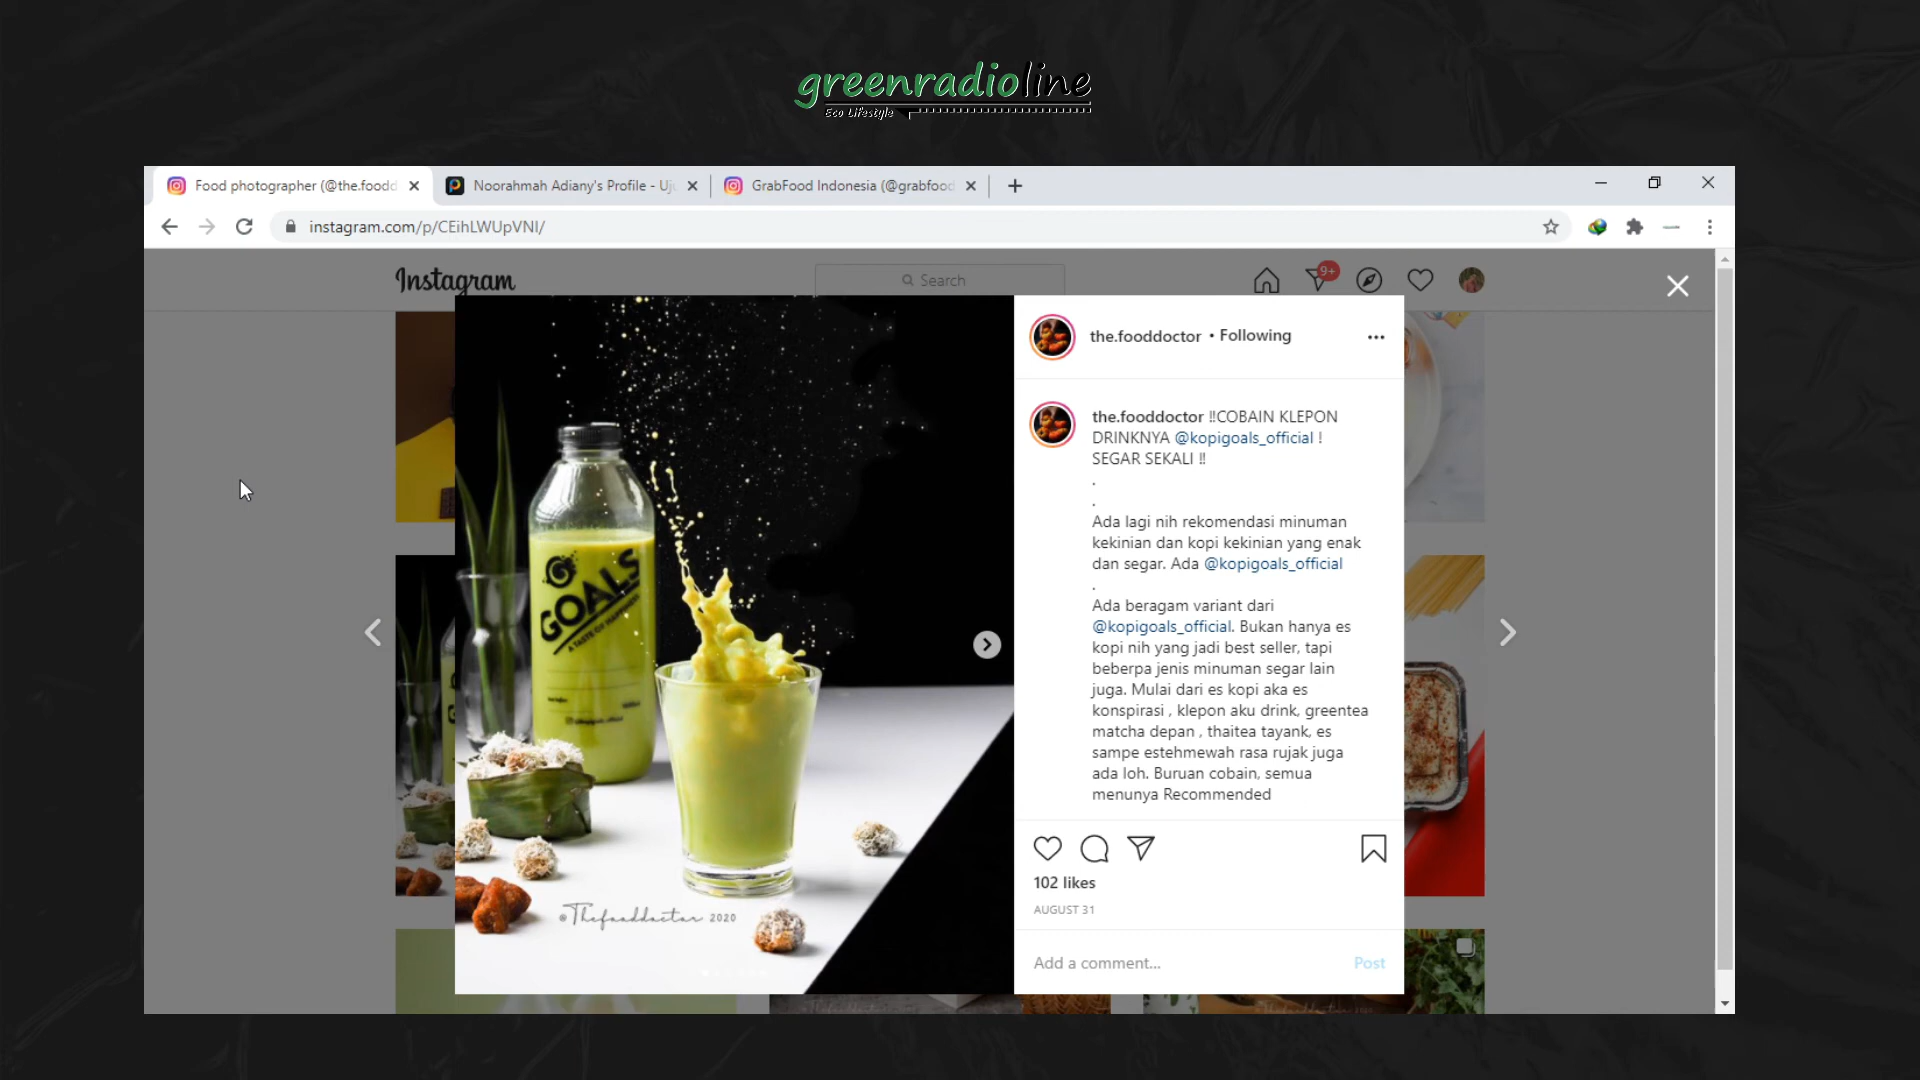 greenradioline
Eco Lifestyle
Food photographer (@the.foodd
Noorahmah Adiany's Profile - Uj
GrabFood Indonesia (@grabfood
instagram.com/p/CEihLWUpVNI/
Instagram
Search
9+
the.fooddoctor • Following
the.fooddoctor ‼COBAIN KLEPON
DRINKNYA @kopigoals_official !
SEGAR SEKALI ‼
.
.
Ada lagi nih rekomendasi minuman
kekinian dan kopi kekinian yang enak
dan segar. Ada @kopigoals_official
.
Ada beragam variant dari
@kopigoals_official. Bukan hanya es
kopi nih yang jadi best seller, tapi
beberpa jenis minuman segar lain
juga. Mulai dari es kopi aka es
konspirasi , klepon aku drink, greentea
matcha depan , thaitea tayank, es
sampe estehmewah rasa rujak juga
ada loh. Buruan cobain, semua
menunya Recommended
GOALS
A TASTE OF HAPPINESS
@Thefooddoctor 2020
102 likes
AUGUST 31
Add a comment...
Post